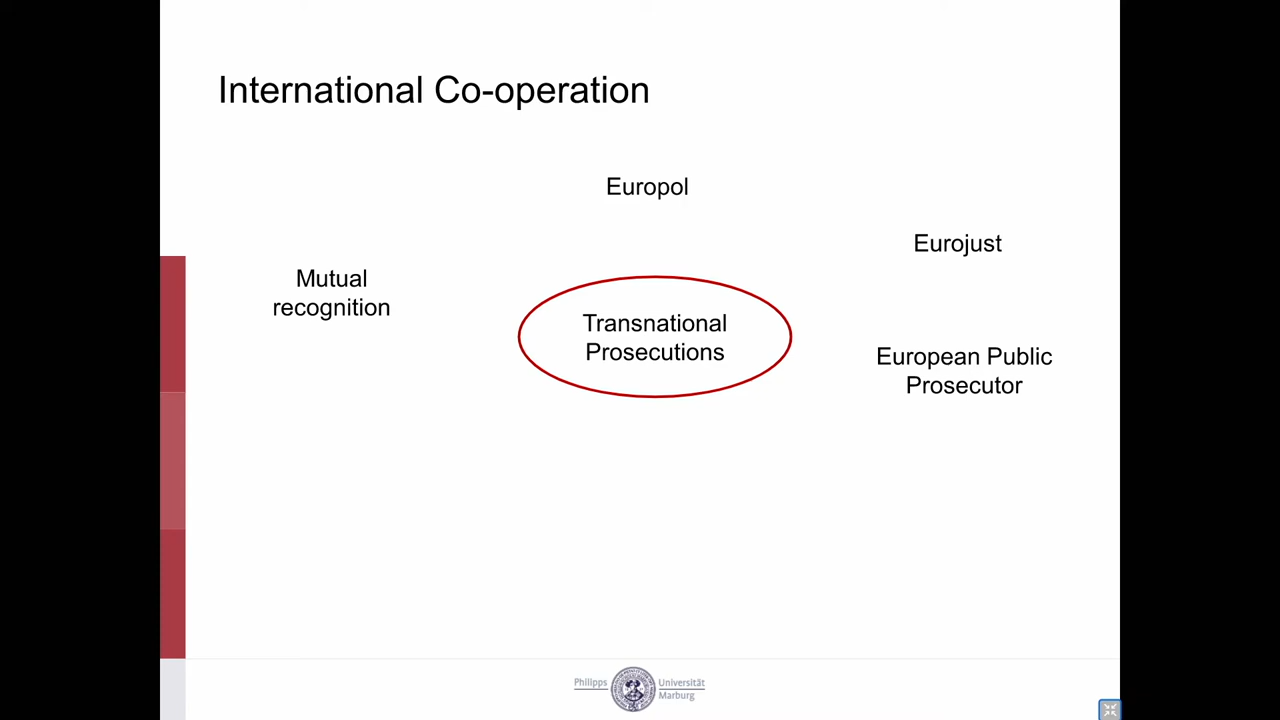 International Co-operation
Europol
Eurojust
Mutual
recognition
Transnational
Prosecutions
European Public
Prosecutor
Philipps
Universität
Marburg